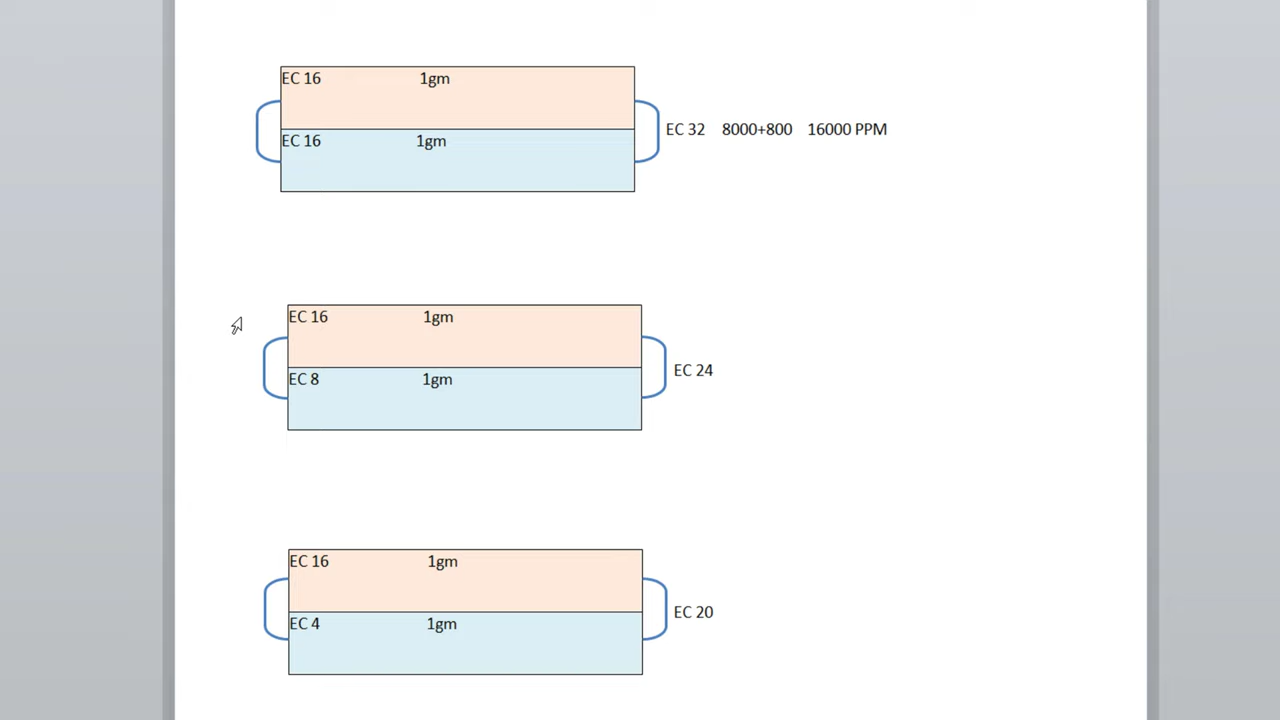 EC 16 1gm
EC 16 1gm
EC 32 8000+800 16000 PPM
EC 16 1gm
EC 8 1gm
EC 24
EC 16 1gm
EC 4 1gm
EC 20